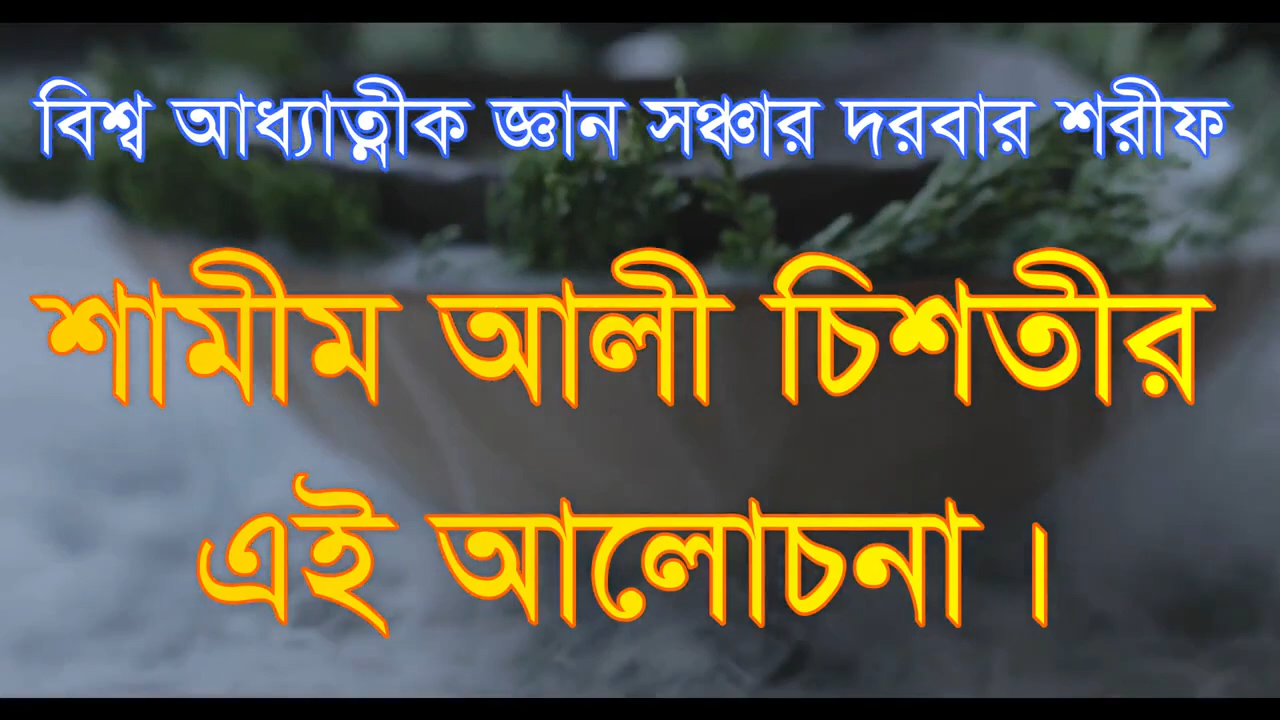 বিশ্ব আধ্যাত্নীক জ্ঞান সঞ্চার দরবার শরীফ
শামীম আলী চিশতীর
এই আলোচনা।